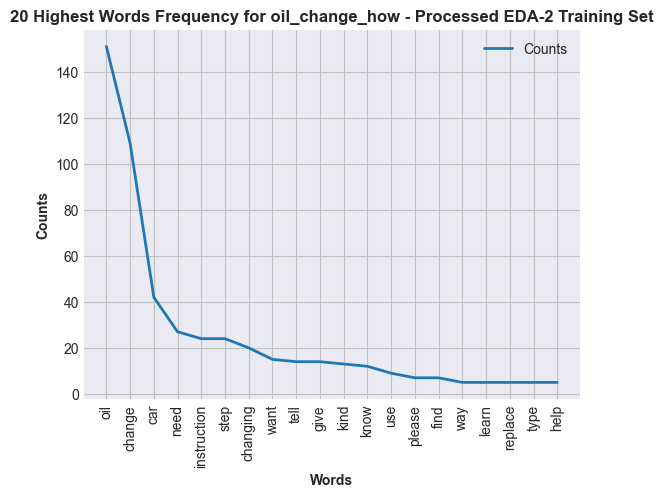 20 Highest Words Frequency for oil_change_how - Processed EDA-2 Training Set
Counts
140
120
100
80
60
40
20
0
Counts
oil
change
car
need
instruction
step
changing
want
tell
give
kind
know
use
please
find
way
learn
replace
type
help
Words